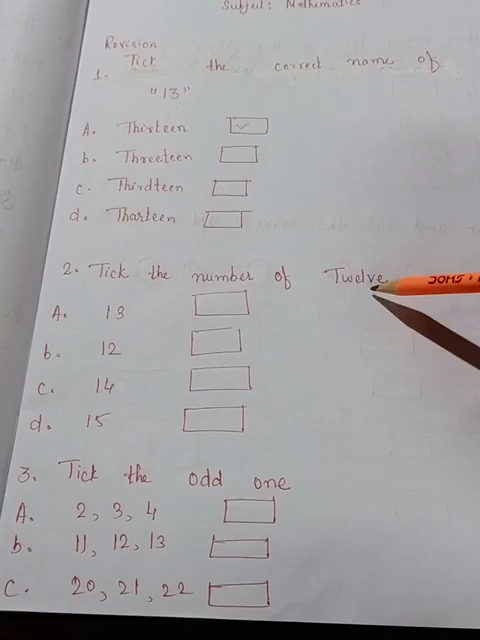 Subject: Mathematics
Revision
1. Tick the correct name of
"13"
A. Thirteen ✓
b. Threeteen
c. Thirdteen
d. Tharteen
2. Tick the number of Twelve
A. 13
b. 12
c. 14
d. 15
3. Tick the odd one
A. 2, 3, 4
b. 11, 12, 13
c. 20, 21, 22